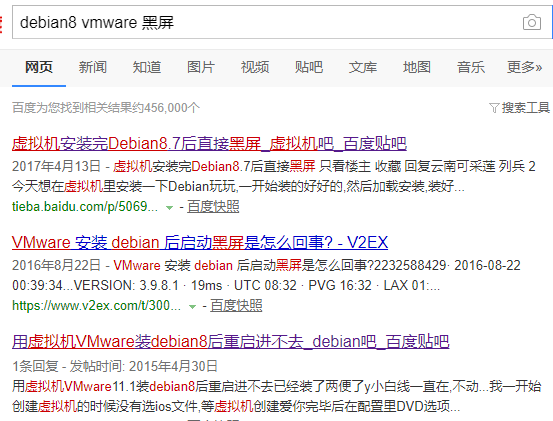 debian8 vmware 黑屏
网页 新闻 知道 图片 视频 贴吧 文库 地图 音乐 更多»
百度为您找到相关结果约456,000个 搜索工具
虚拟机安装完Debian8.7后直接黑屏_虚拟机吧_百度贴吧
2017年4月13日 - 虚拟机安装完Debian8.7后直接黑屏 只看楼主 收藏 回复云南可采莲 列兵 2
今天想在虚拟机里安装一下Debian玩玩,一开始装的好好的,然后加载安装,装好...
tieba.baidu.com/p/5069... - 百度快照
VMware 安装 debian 后启动黑屏是怎么回事? - V2EX
2016年8月22日 - VMware 安装 debian 后启动黑屏是怎么回事?2232588429· 2016-08-22
00:39:34...VERSION: 3.9.8.1 · 19ms · UTC 08:32 · PVG 16:32 · LAX 01:...
https://www.v2ex.com/t/300... - 百度快照
用虚拟机VMware装debian8后重启进不去_debian吧_百度贴吧
1条回复 - 发帖时间: 2015年4月30日
用虚拟机VMware11.1装debian8后重启进不去已经装了两便了y小白线一直在,不动...我一开始
创建虚拟机的时候没有选ios文件,等虚拟机创建爱你完毕后在配置里DVD选项...